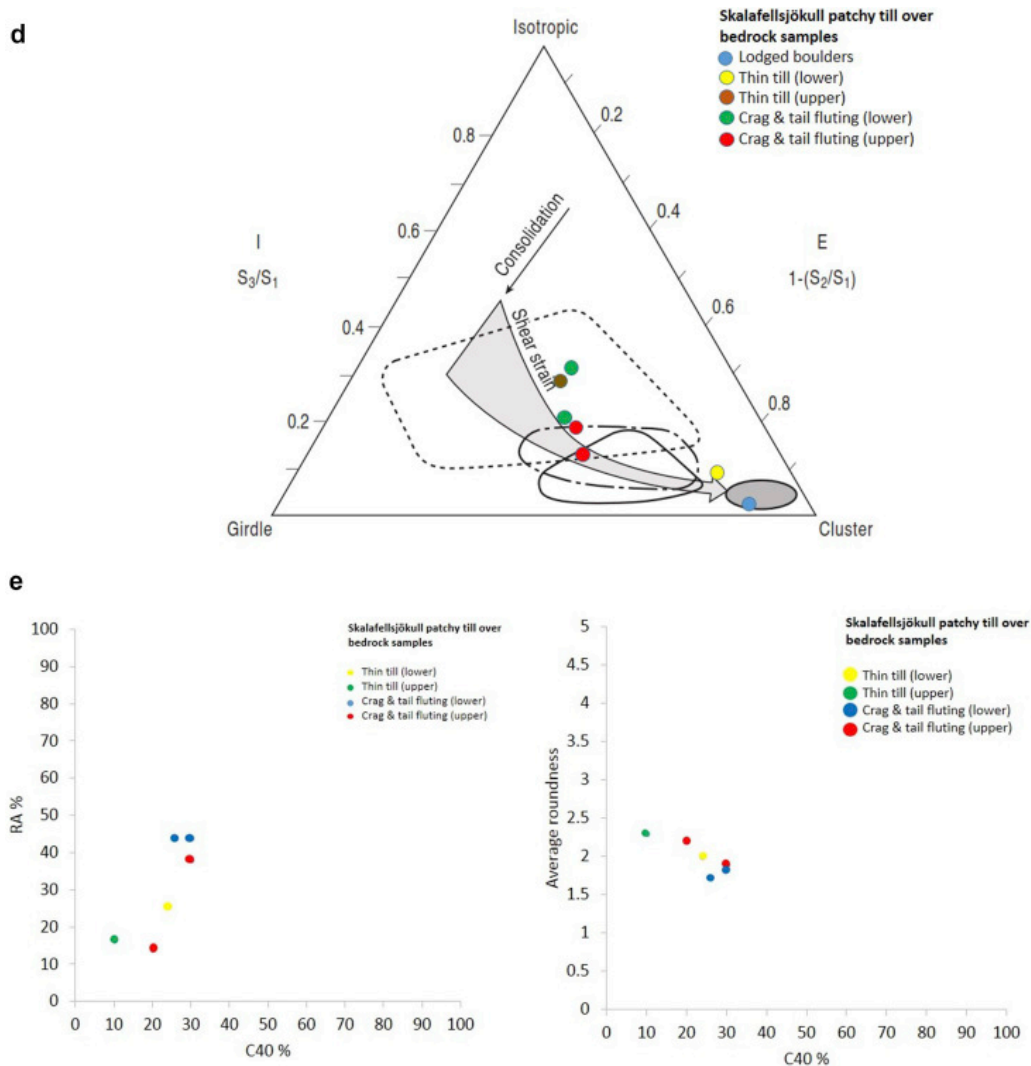 d
Isotropic
Skalafellsjökull patchy till over
bedrock samples
Lodged boulders
Thin till (lower)
Thin till (upper)
Crag & tail fluting (lower)
Crag & tail fluting (upper)
0.2
0.8
Consolidation
0.4
0.6
I
S3/S1
E
1-(S2/S1)
0.6
0.4
Shear strain
0.8
0.2
Girdle
Cluster
e
Skalafellsjökull patchy till over
bedrock samples
Thin till (lower)
Thin till (upper)
Crag & tail fluting (lower)
Crag & tail fluting (upper)
100
90
80
70
60
50
40
30
20
10
0
RA %
0 10 20 30 40 50 60 70 80 90 100
C40 %
Skalafellsjökull patchy till over
bedrock samples
Thin till (lower)
Thin till (upper)
Crag & tail fluting (lower)
Crag & tail fluting (upper)
5
4.5
4
3.5
3
2.5
2
1.5
1
0.5
0
Average roundness
0 10 20 30 40 50 60 70 80 90 100
C40 %